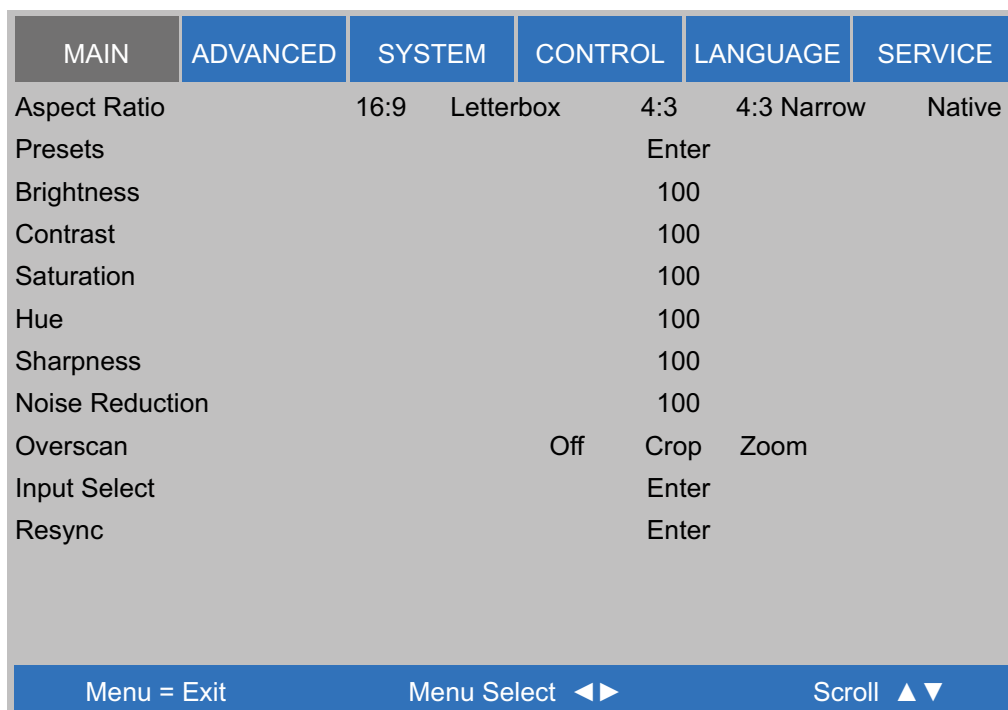 MAIN ADVANCED SYSTEM CONTROL LANGUAGE SERVICE
Aspect Ratio 16:9 Letterbox 4:3 4:3 Narrow Native
Presets Enter
Brightness 100
Contrast 100
Saturation 100
Hue 100
Sharpness 100
Noise Reduction 100
Overscan Off Crop Zoom
Input Select Enter
Resync Enter
Menu = Exit Menu Select ◄► Scroll ▲▼